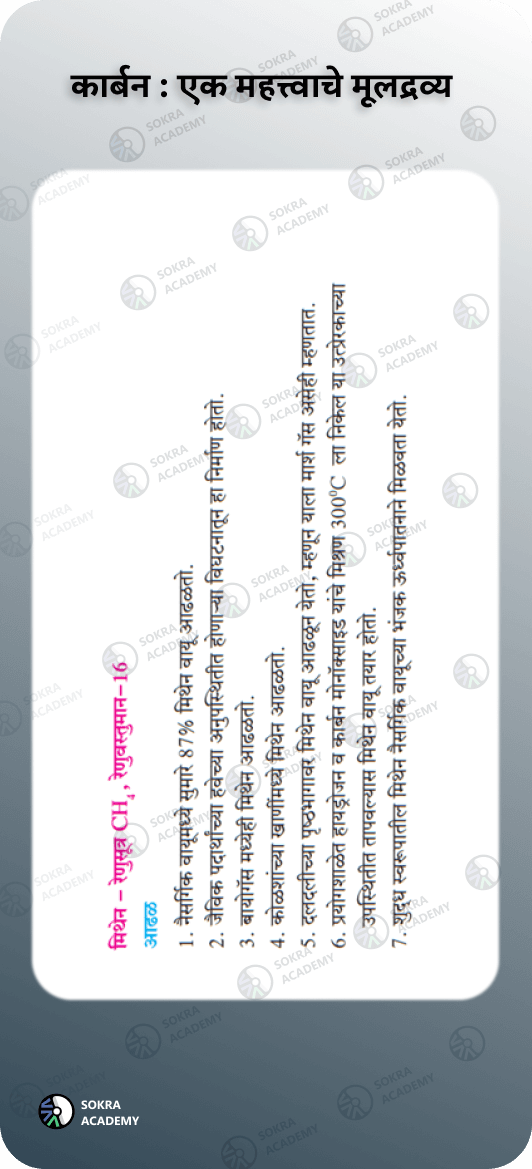 कार्बन : एक महत्त्वाचे मूलद्रव्य
मिथेन – रेणुसूत्र CH₄ , रेणुवस्तुमान–16
आढळ
1. नैसर्गिक वायूमध्ये सुमारे 87% मिथेन वायू आढळतो.
2. जैविक पदार्थांच्या हवेच्या अनुपस्थितीत होणाऱ्या विघटनातून हा निर्माण होतो.
3. बायोगॅस मध्येही मिथेन आढळतो.
4. कोळशांच्या खाणींमध्ये मिथेन आढळतो.
5. दलदलीच्या पृष्ठभागावर मिथेन वायू आढळून येतो, म्हणून याला मार्श गॅस असेही म्हणतात.
6. प्रयोगशाळेत हायड्रोजन व कार्बन मोनॉक्साइड यांचे मिश्रण 300⁰C ला निकेल या उत्प्रेरकाच्या
उपस्थितीत तापवल्यास मिथेन वायू तयार होतो.
7. शुद्ध स्वरूपातील मिथेन नैसर्गिक वायूच्या भंजक ऊर्ध्वपातनाने मिळवता येतो.
SOKRA
ACADEMY